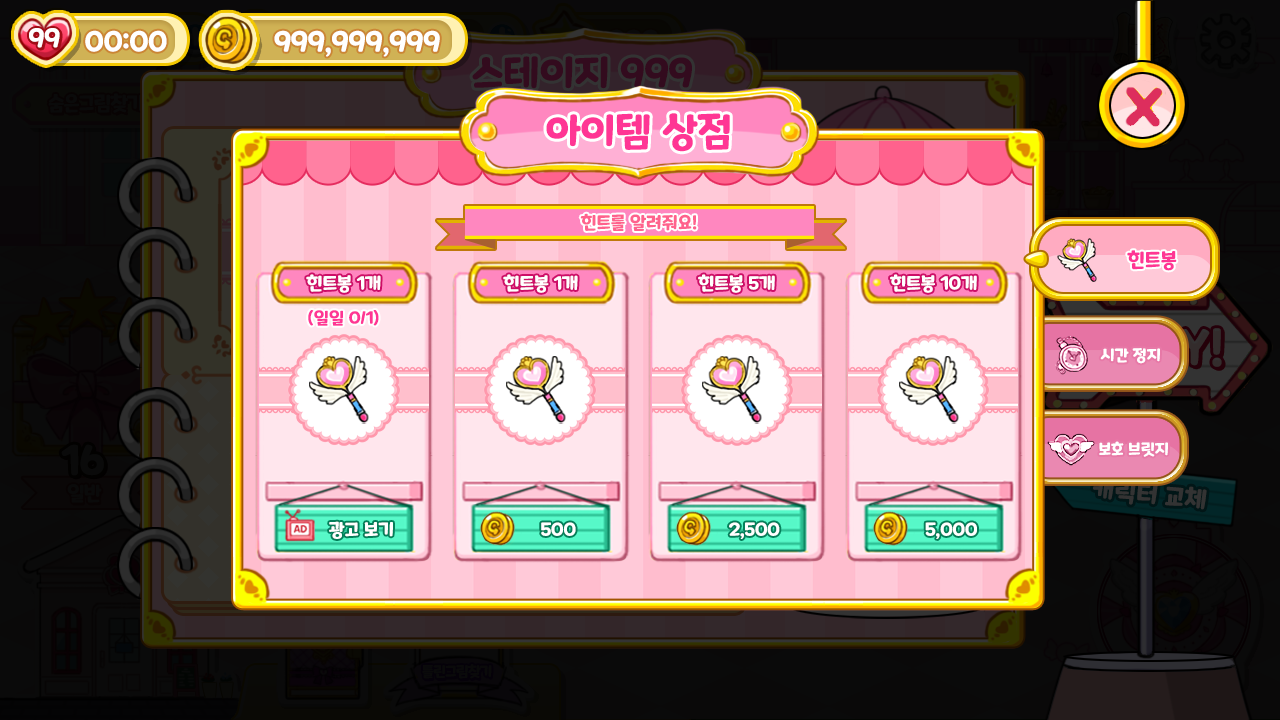 99
00:00
999,999,999
스테이지 999
아이템 상점
힌트를 알려줘요!
힌트봉 1개
(일일 0/1)
AD 광고 보기
힌트봉 1개
500
힌트봉 5개
2,500
힌트봉 10개
5,000
힌트봉
시간 정지
보호 브릿지
Y!
캐릭터 교체
16
일반